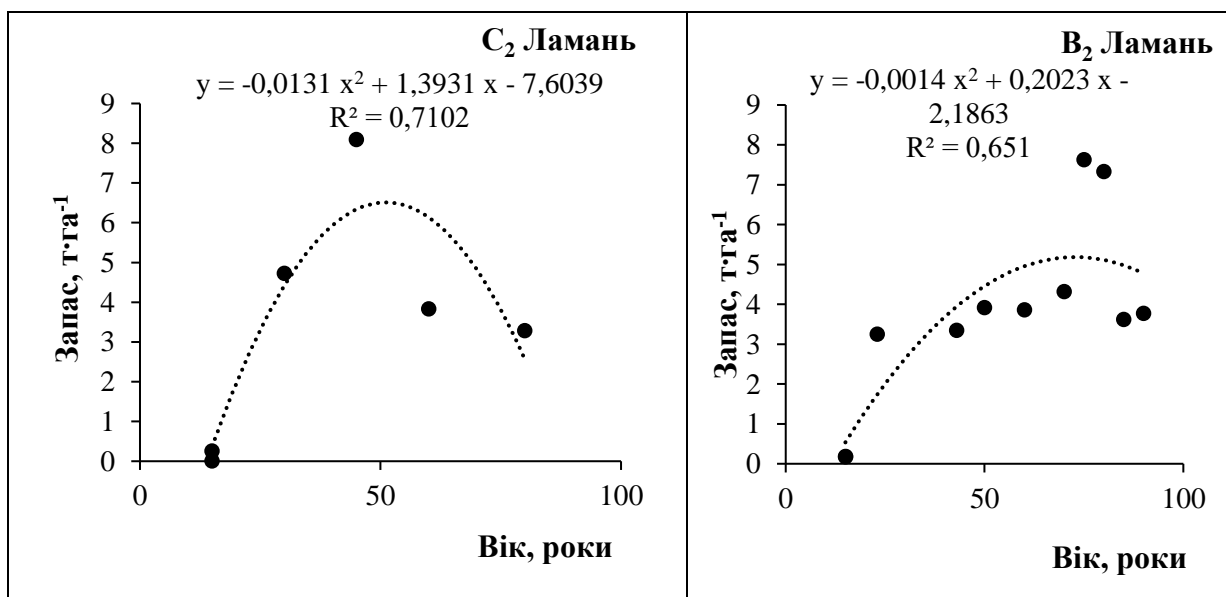 C₂ Ламань
y = -0,0131 x² + 1,3931 x - 7,6039
R² = 0,7102
9
8
7
6
5
4
3
2
1
0
0 50 100
Запас, т·га⁻¹
Вік, роки
B₂ Ламань
y = -0,0014 x² + 0,2023 x -
2,1863
R² = 0,651
9
8
7
6
5
4
3
2
1
0
0 50 100
Запас, т·га⁻¹
Вік, роки